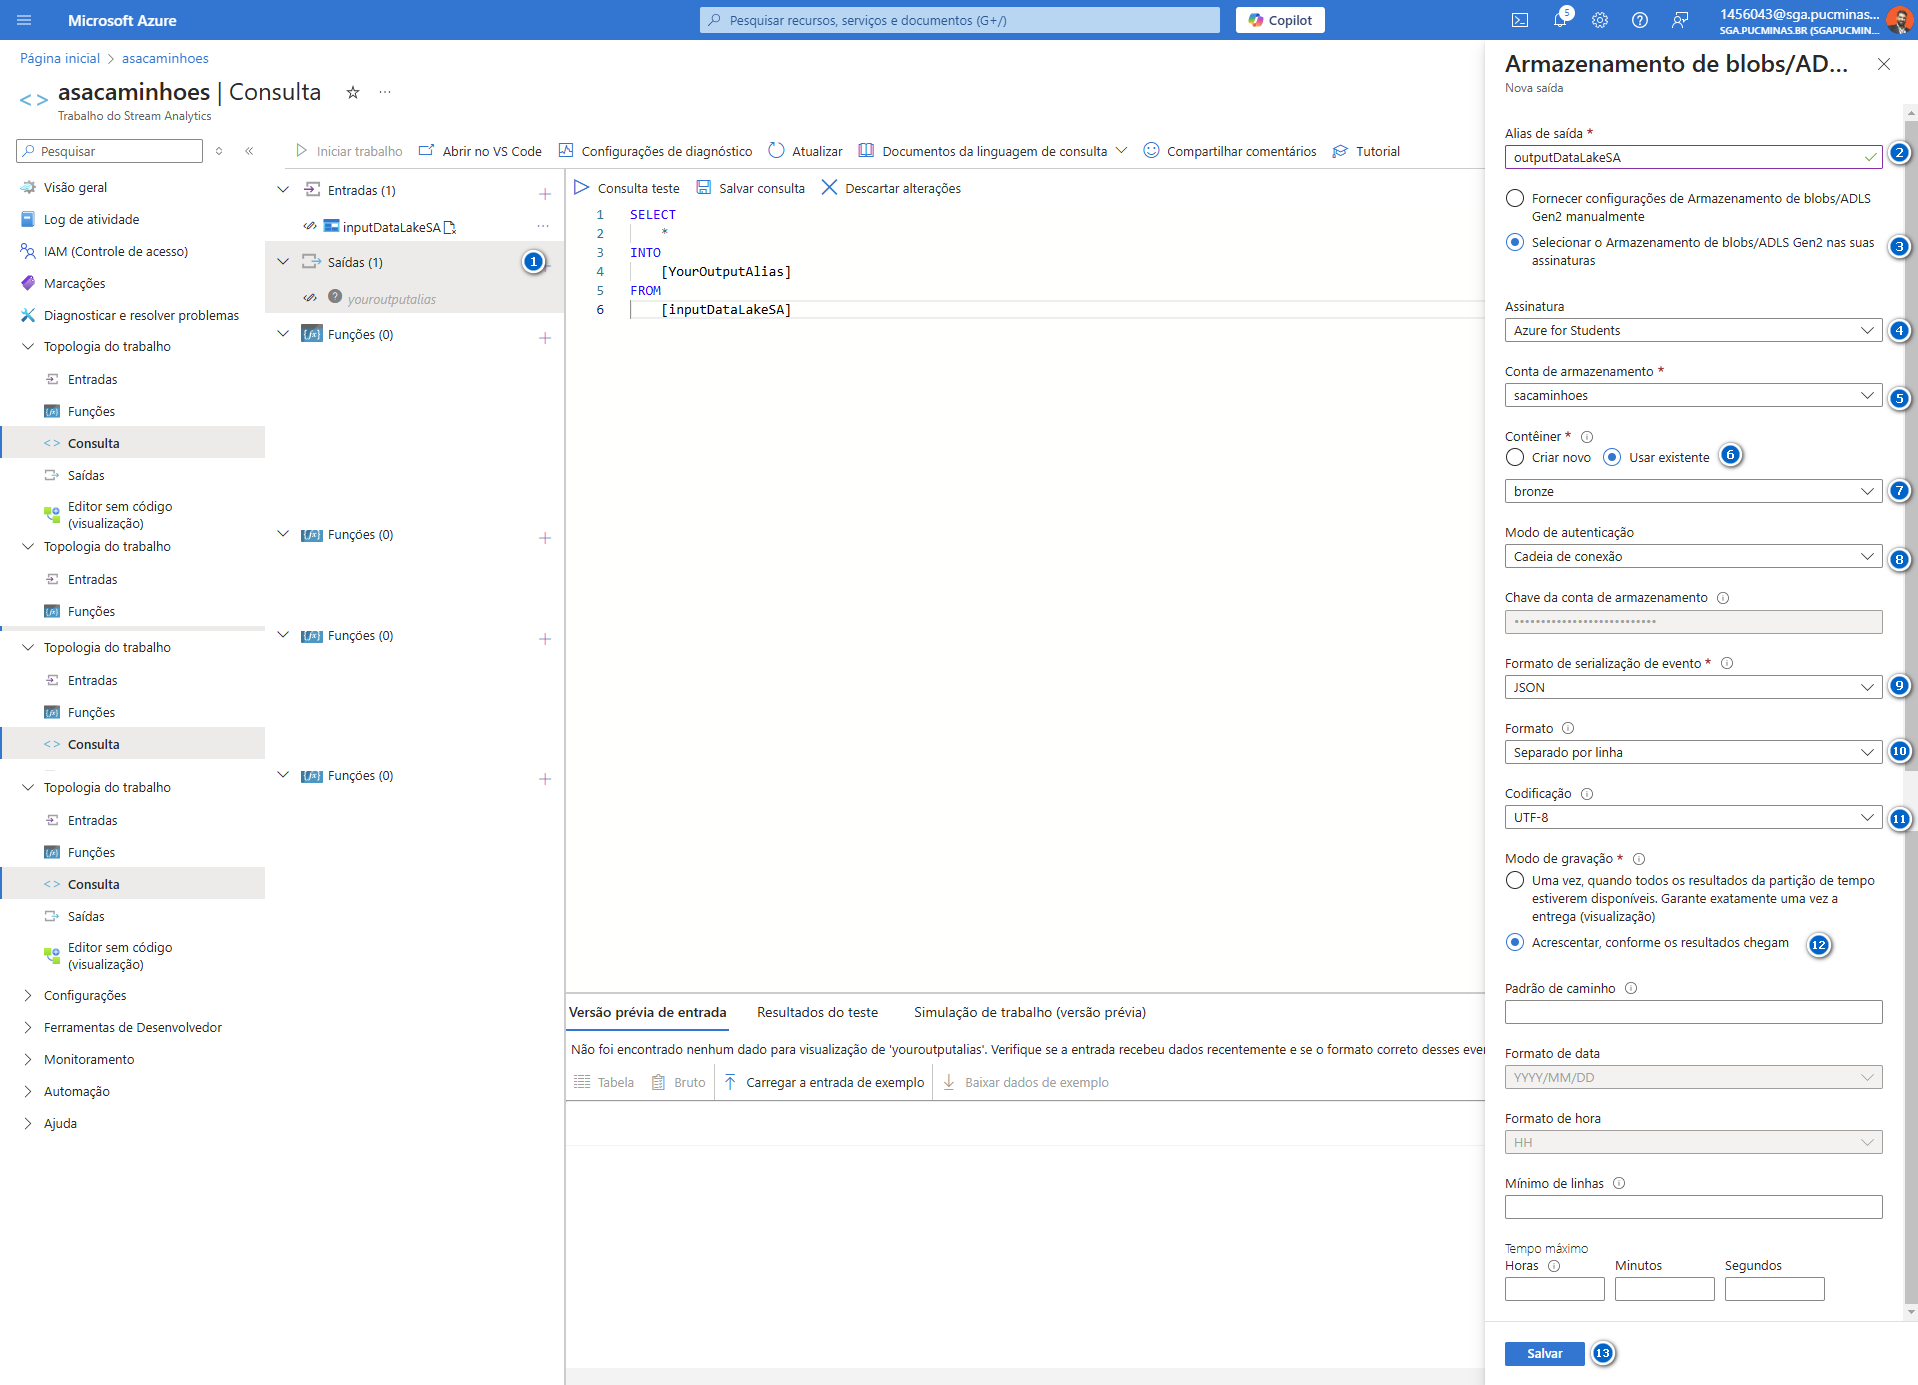 Microsoft Azure
Pesquisar recursos, serviços e documentos (G+/)
Copilot
5
1456043@sga.pucminas...
SGA.PUCMINAS.BR (SGAPUCMIN...
Página inicial > asacaminhoes
asacaminhoes | Consulta
Trabalho do Stream Analytics
Pesquisar
Visão geral
Log de atividade
IAM (Controle de acesso)
Marcações
Diagnosticar e resolver problemas
Topologia do trabalho
Entradas
Funções
Consulta
Saídas
Editor sem código
(visualização)
Topologia do trabalho
Entradas
Funções
Topologia do trabalho
Entradas
Funções
Consulta
Topologia do trabalho
Entradas
Funções
Consulta
Saídas
Editor sem código
(visualização)
Configurações
Ferramentas de Desenvolvedor
Monitoramento
Automação
Ajuda
Iniciar trabalho
Abrir no VS Code
Configurações de diagnóstico
Atualizar
Documentos da linguagem de consulta
Compartilhar comentários
Tutorial
Entradas (1)
inputDataLakeSA
Saídas (1)
1
youroutputalias
Funções (0)
Funções (0)
Funções (0)
Funções (0)
Consulta teste
Salvar consulta
Descartar alterações
1 SELECT
2 *
3 INTO
4 [YourOutputAlias]
5 FROM
6 [inputDataLakeSA]
Versão prévia de entrada
Resultados do teste
Simulação de trabalho (versão prévia)
Não foi encontrado nenhum dado para visualização de 'youroutputalias'. Verifique se a entrada recebeu dados recentemente e se o formato correto desses eve
Tabela
Bruto
Carregar a entrada de exemplo
Baixar dados de exemplo
Armazenamento de blobs/AD...
Nova saída
Alias de saída *
outputDataLakeSA
2
Fornecer configurações de Armazenamento de blobs/ADLS
Gen2 manualmente
Selecionar o Armazenamento de blobs/ADLS Gen2 nas suas
assinaturas
3
Assinatura
Azure for Students
4
Conta de armazenamento *
sacaminhoes
5
Contêiner *
Criar novo
Usar existente
6
bronze
7
Modo de autenticação
Cadeia de conexão
8
Chave da conta de armazenamento
•••••••••••••••••••••••••••
Formato de serialização de evento *
JSON
9
Formato
Separado por linha
10
Codificação
UTF-8
11
Modo de gravação *
Uma vez, quando todos os resultados da partição de tempo
estiverem disponíveis. Garante exatamente uma vez a
entrega (visualização)
Acrescentar, conforme os resultados chegam
12
Padrão de caminho
Formato de data
YYYY/MM/DD
Formato de hora
HH
Mínimo de linhas
Tempo máximo
Horas
Minutos
Segundos
Salvar
13